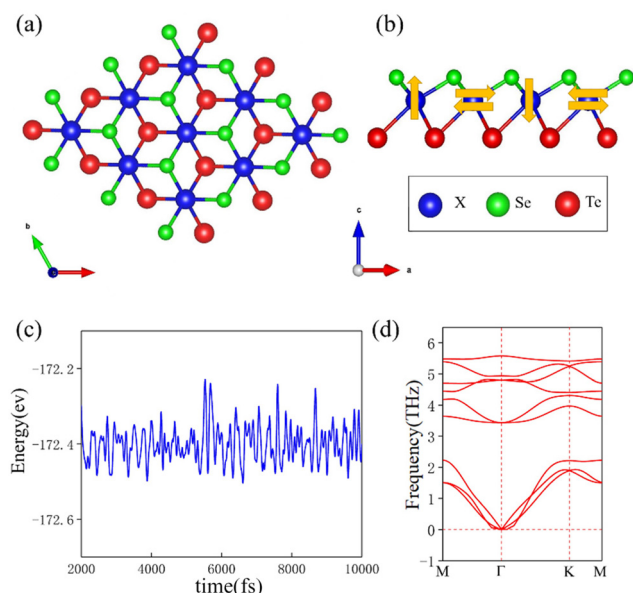 (a)
(b)
X Se Te
b
c
a
(c)
(d)
Energy(ev)
-172.2
-172.4
-172.6
2000 4000 6000 8000 10000
time(fs)
Frequency(THz)
6
5
4
3
2
1
0
-1
M Γ K M